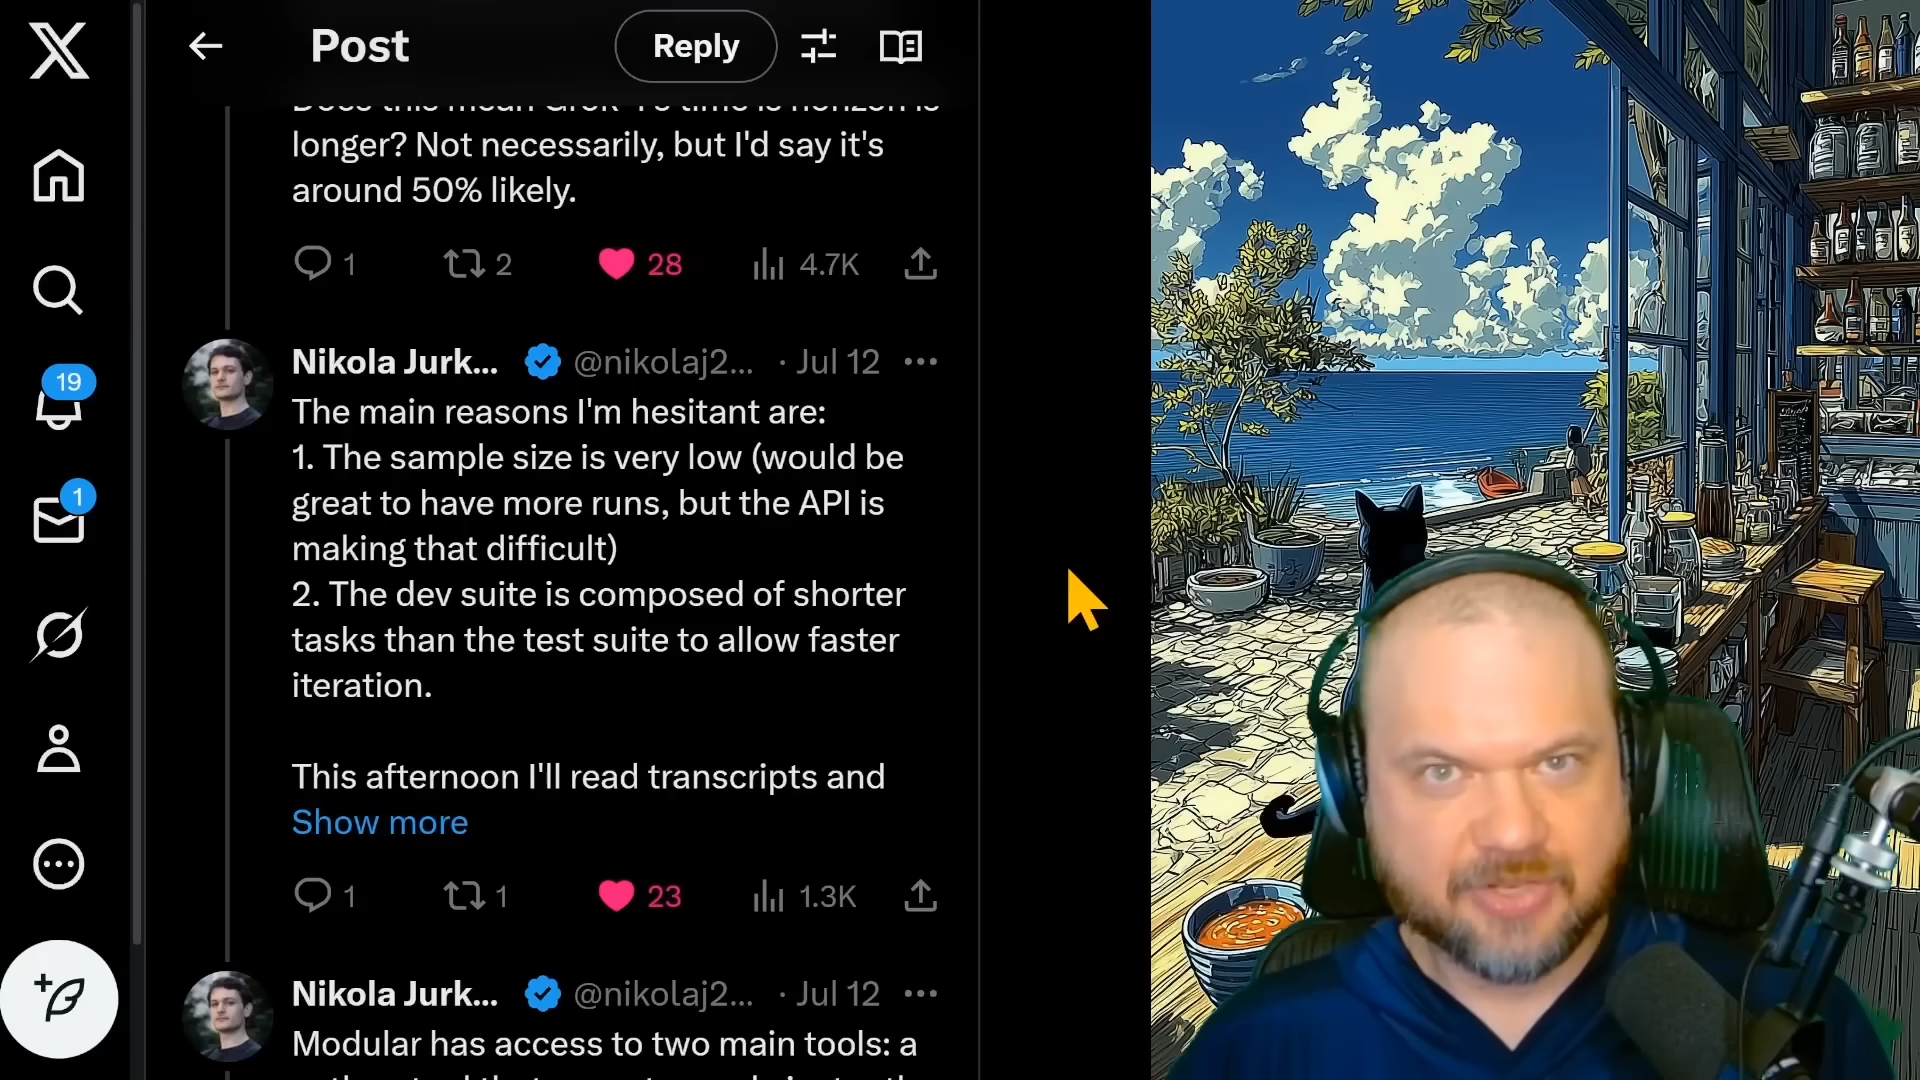 Post
Reply
longer? Not necessarily, but I'd say it's
around 50% likely.
1
2
28
4.7K
19
Nikola Jurk...
@nikolaj2...
· Jul 12
The main reasons I'm hesitant are:
1. The sample size is very low (would be
great to have more runs, but the API is
making that difficult)
2. The dev suite is composed of shorter
tasks than the test suite to allow faster
iteration.
1
This afternoon I'll read transcripts and
Show more
1
1
23
1.3K
Nikola Jurk...
@nikolaj2...
· Jul 12
Modular has access to two main tools: a